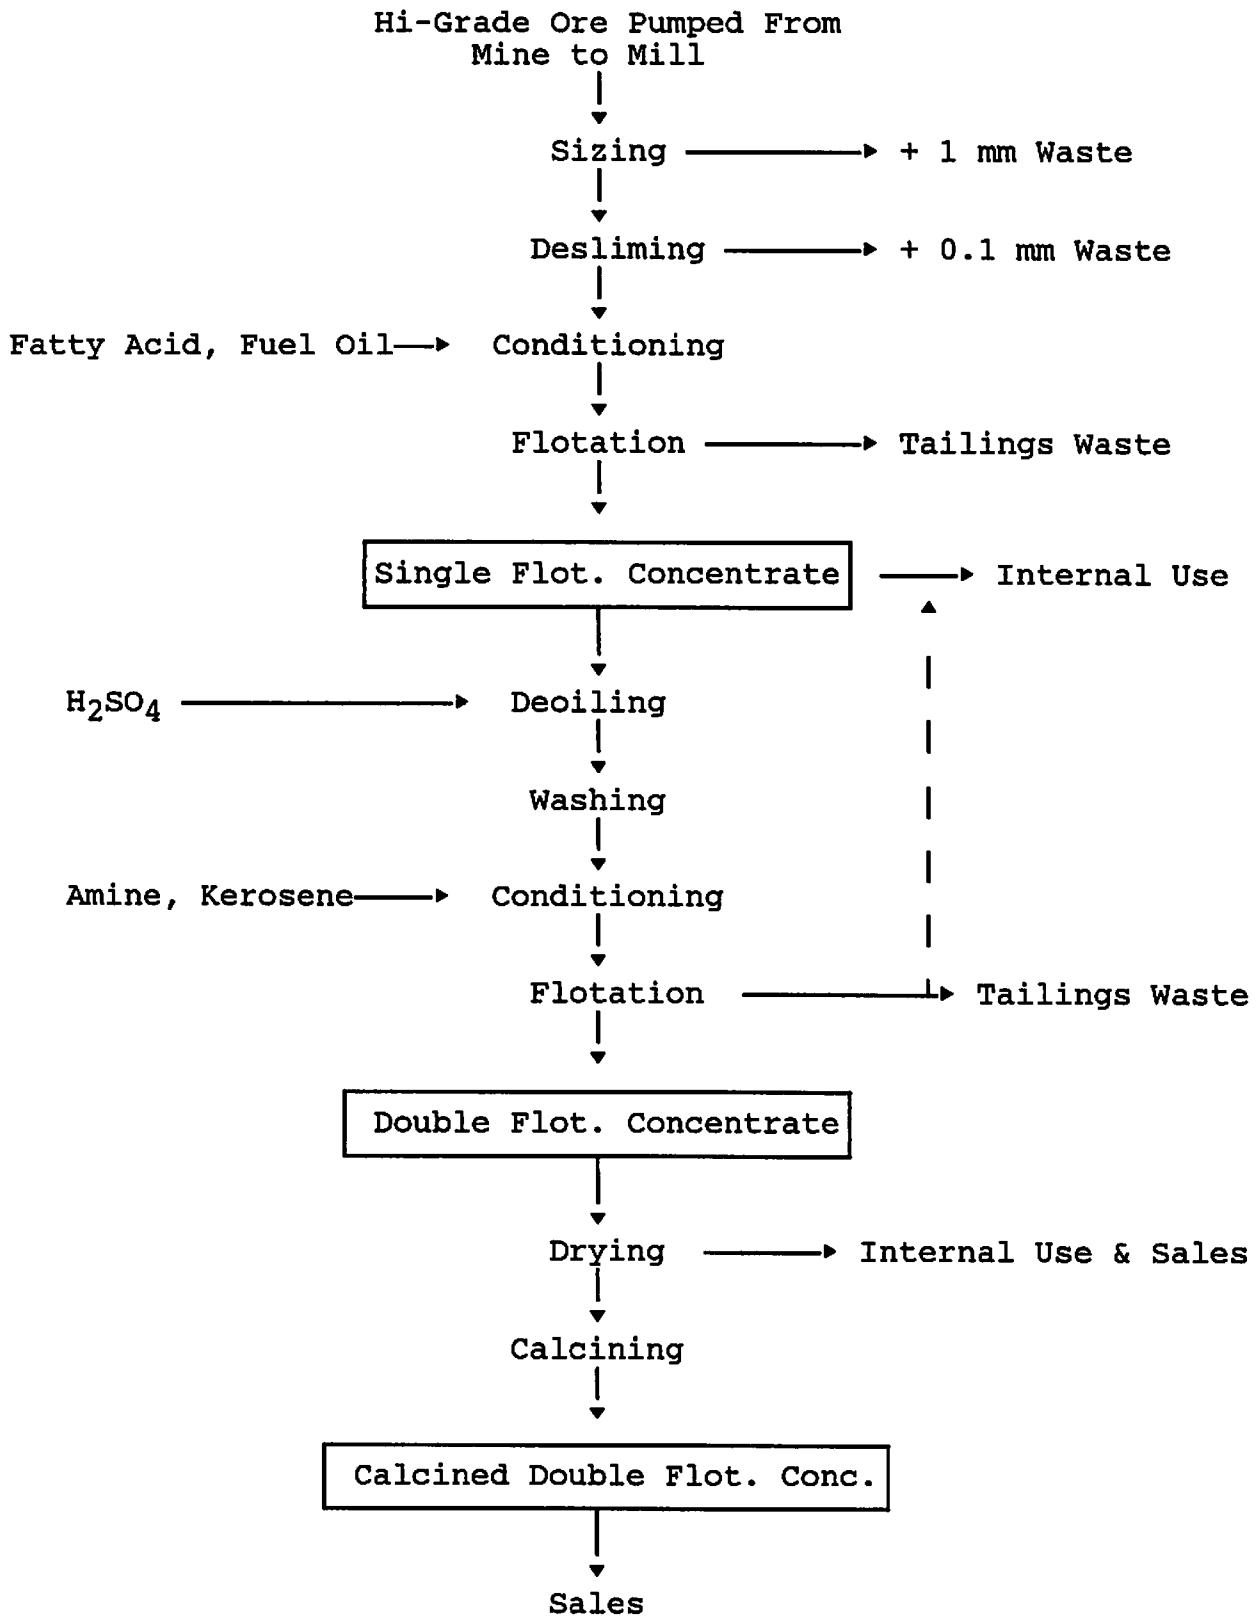 Hi-Grade Ore Pumped From
Mine to Mill
Sizing
+ 1 mm Waste
Desliming
+ 0.1 mm Waste
Fatty Acid, Fuel Oil
Conditioning
Flotation
Tailings Waste
Single Flot. Concentrate
Internal Use
H₂SO₄
Deoiling
Washing
Amine, Kerosene
Conditioning
Flotation
Tailings Waste
Double Flot. Concentrate
Drying
Internal Use & Sales
Calcining
Calcined Double Flot. Conc.
Sales